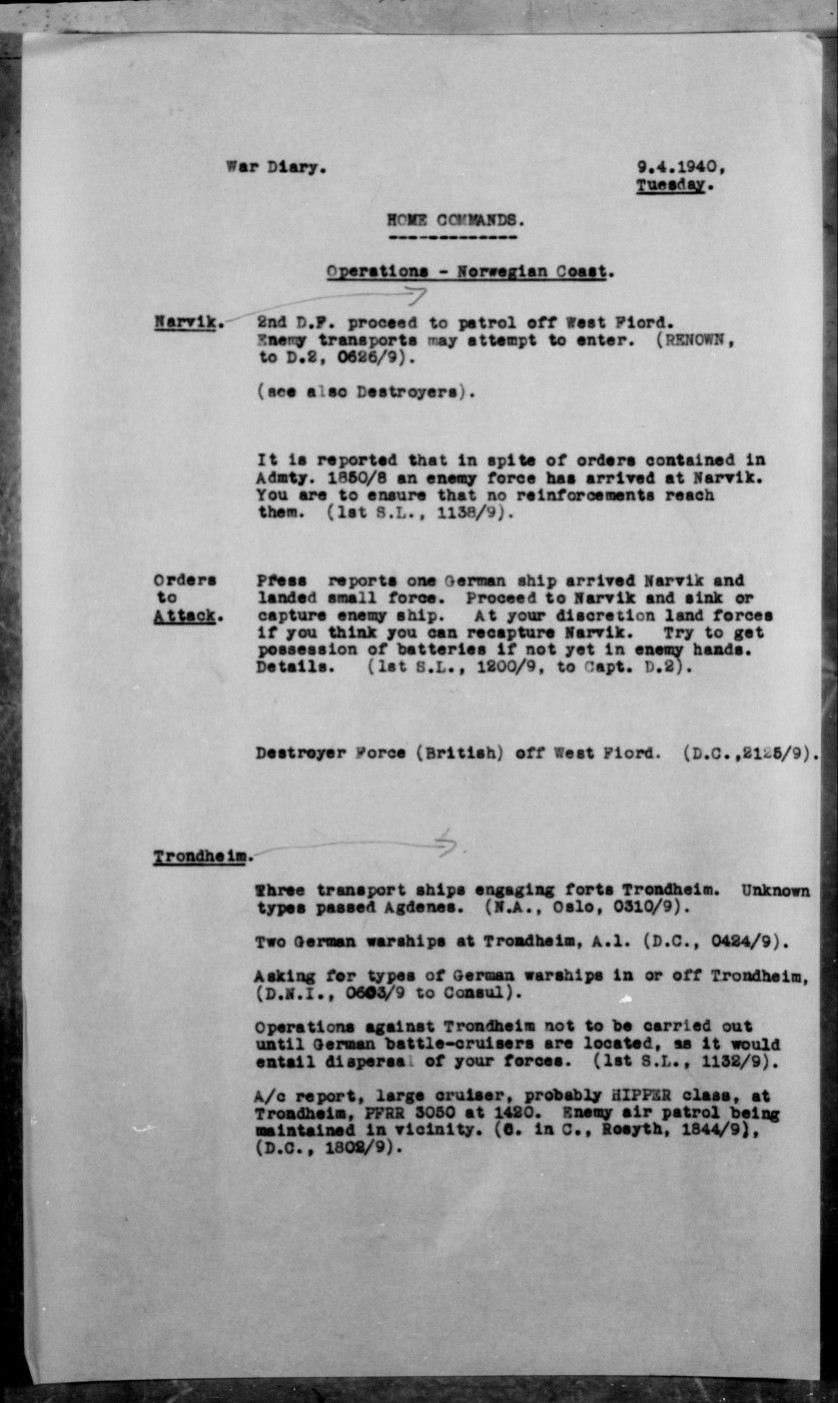 War Diary. 9.4.1940,
Tuesday.
HOME COMMANDS.
Operations - Norwegian Coast.
Narvik. 2nd D.F. proceed to patrol off West Fiord.
Enemy transports may attempt to enter. (RENOWN,
to D.2, 0626/9).
(see also Destroyers).
It is reported that in spite of orders contained in
Admty. 1850/8 an enemy force has arrived at Narvik.
You are to ensure that no reinforcements reach
them. (1st S.L., 1138/9).
Orders Press reports one German ship arrived Narvik and
to landed small force. Proceed to Narvik and sink or
Attack. capture enemy ship. At your discretion land forces
if you think you can recapture Narvik. Try to get
possession of batteries if not yet in enemy hands.
Details. (1st S.L., 1200/9, to Capt. D.2).
Destroyer Force (British) off West Fiord. (D.C.,2125/9).
Trondheim.
Three transport ships engaging forts Trondheim. Unknown
types passed Agdenes. (N.A., Oslo, 0310/9).
Two German warships at Trondheim, A.1. (D.C., 0424/9).
Asking for types of German warships in or off Trondheim,
(D.N.I., 0603/9 to Consul).
Operations against Trondheim not to be carried out
until German battle-cruisers are located, as it would
entail dispersal of your forces. (1st S.L., 1132/9).
A/c report, large cruiser, probably HIPPER class, at
Trondheim, PFRR 3050 at 1420. Enemy air patrol being
maintained in vicinity. (C. in C., Rosyth, 1844/9),
(D.C., 1802/9).